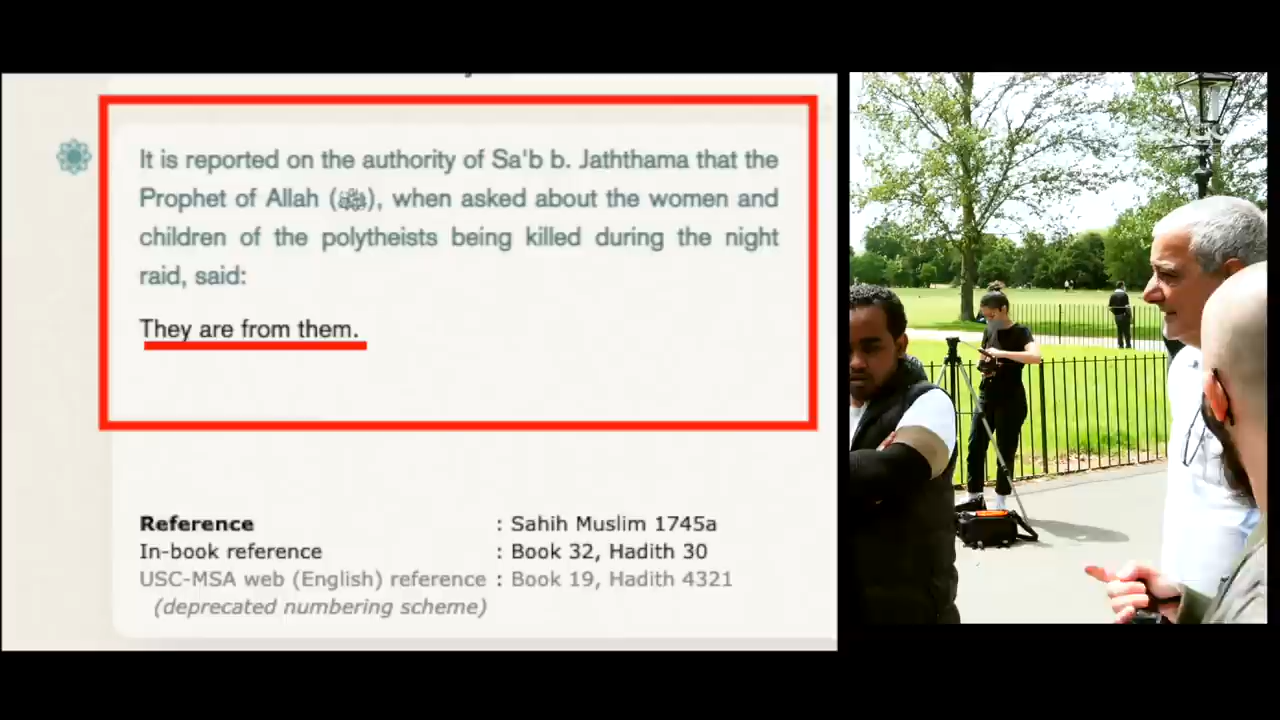 It is reported on the authority of Sa'b b. Jaththama that the
Prophet of Allah (ﷺ), when asked about the women and
children of the polytheists being killed during the night
raid, said:
They are from them.
Reference : Sahih Muslim 1745a
In-book reference : Book 32, Hadith 30
USC-MSA web (English) reference : Book 19, Hadith 4321
(deprecated numbering scheme)